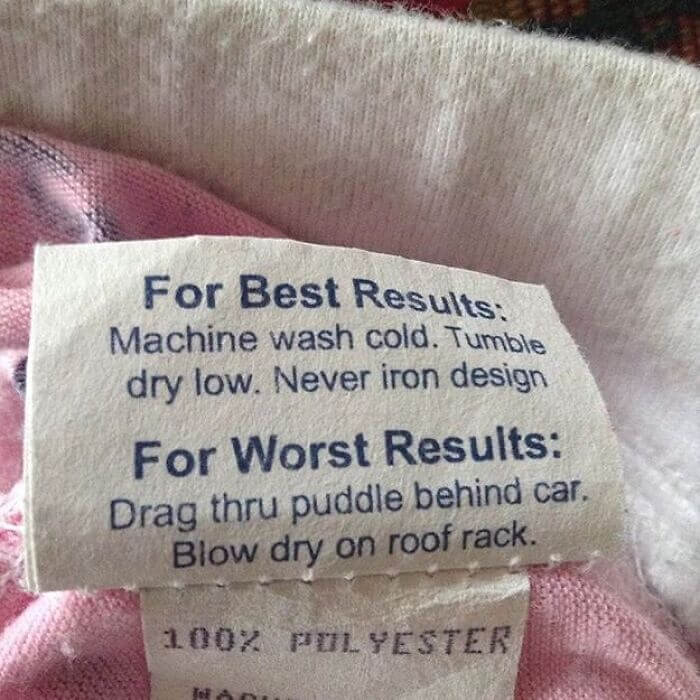 For Best Results:
Machine wash cold. Tumble
dry low. Never iron design
For Worst Results:
Drag thru puddle behind car.
Blow dry on roof rack.
100% POLYESTER